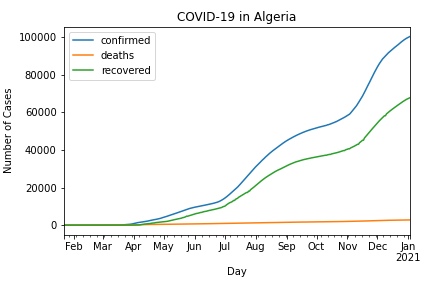 COVID-19 in Algeria
confirmed
deaths
recovered
Number of Cases
100000
80000
60000
40000
20000
0
Feb Mar Apr May Jun Jul Aug Sep Oct Nov Dec Jan
2021
Day